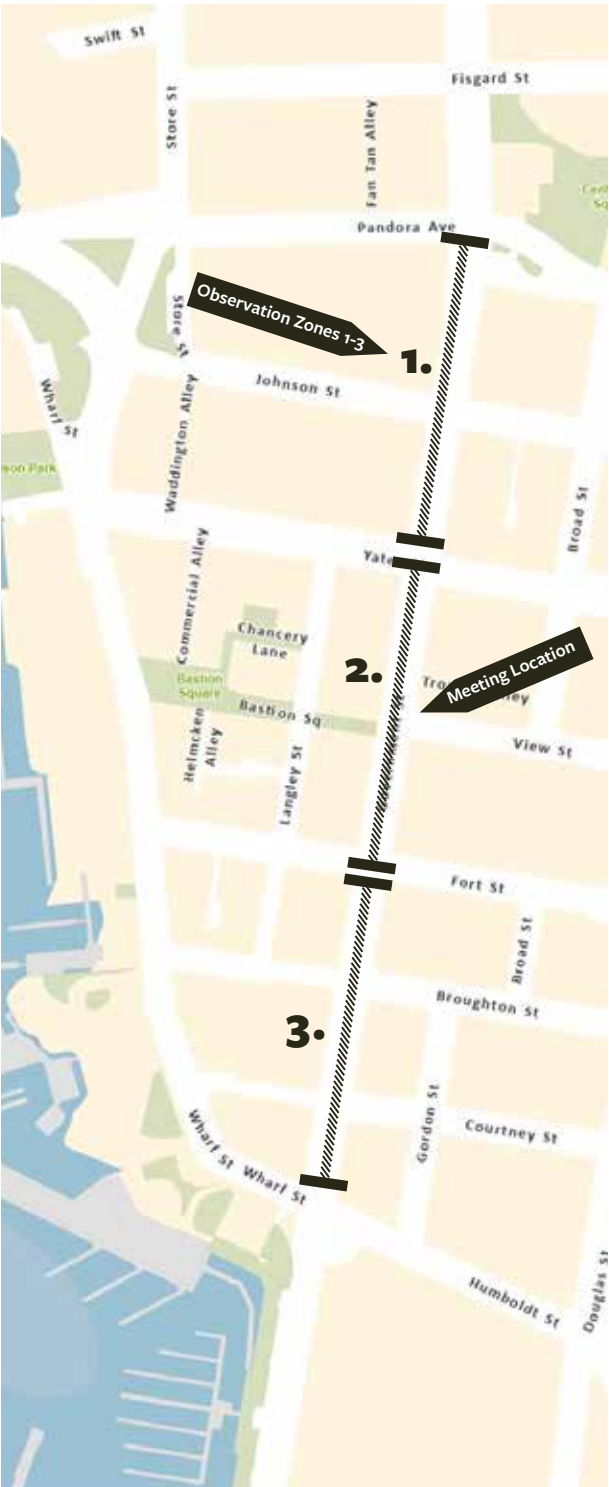 Swift St
Fisgard St
Store St
Fan Tan Alley
Pandora Ave
Observation Zones 1-3
Store St
1.
Johnson St
Wharf St
Waddington Alley
son Park
Broad St
Yate
Commercial Alley
Chancery
Lane
2.
Meeting Location
Bastion
Square
Bastion Sq
View St
Helmcken
Alley
Langley St
Fort St
Broad St
Broughton St
3.
Gordon St
Courtney St
Wharf St
Wharf St
Humboldt St
Douglas St